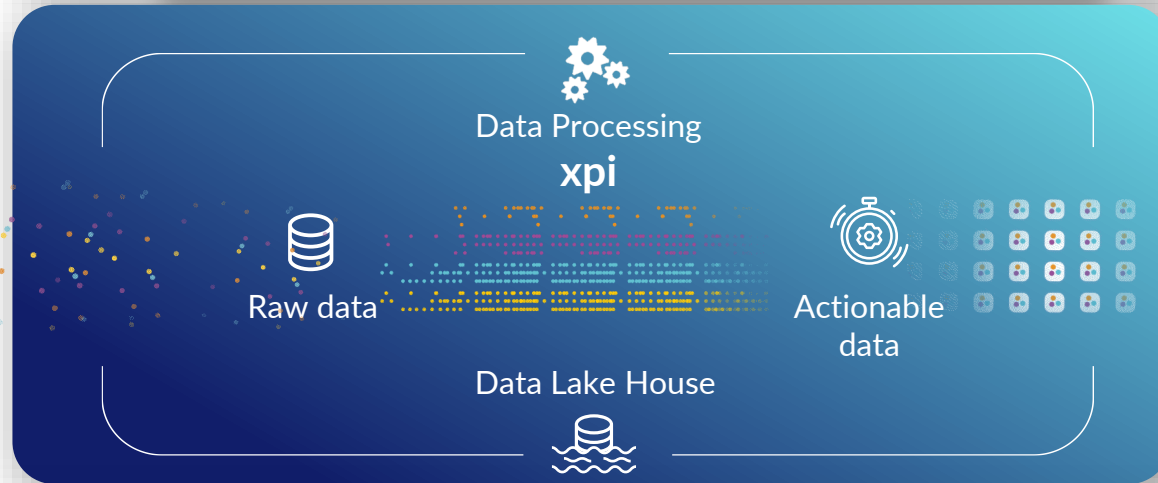 Data Processing
xpi
Raw data
Actionable
data
Data Lake House